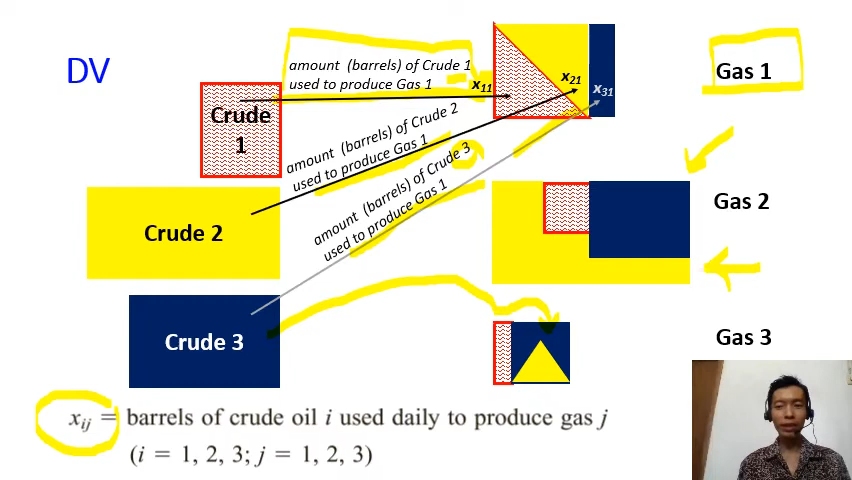 DV
amount (barrels) of Crude 1
used to produce Gas 1
x11
x21
x31
Gas 1
Crude
1
amount (barrels) of Crude 2
used to produce Gas 1
amount (barrels) of Crude 3
used to produce Gas 1
Crude 2
Gas 2
Crude 3
Gas 3
xij = barrels of crude oil i used daily to produce gas j
(i = 1, 2, 3; j = 1, 2, 3)